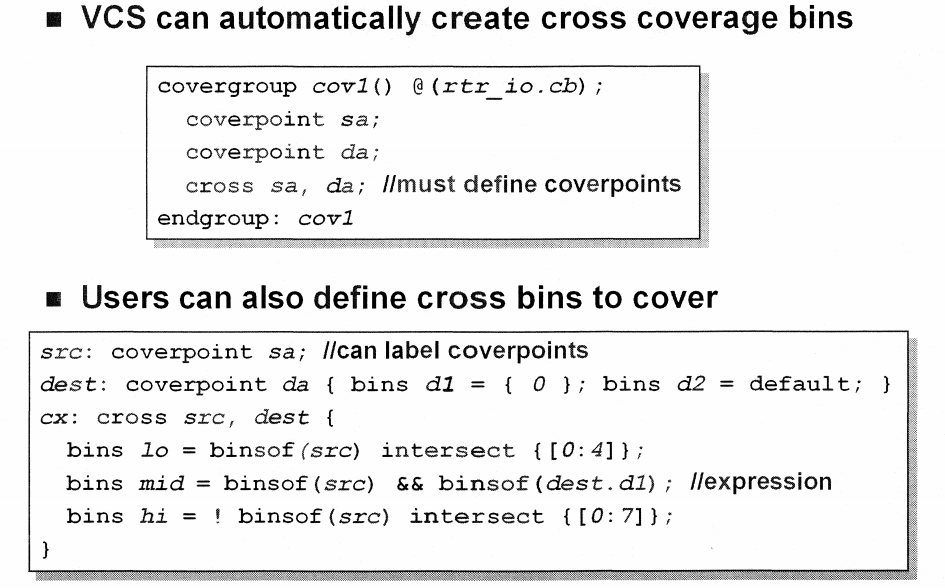 ■ VCS can automatically create cross coverage bins
covergroup cov1() @(rtr_io.cb);
coverpoint sa;
coverpoint da;
cross sa, da; //must define coverpoints
endgroup: cov1
■ Users can also define cross bins to cover
src: coverpoint sa; //can label coverpoints
dest: coverpoint da { bins d1 = { 0 }; bins d2 = default; }
cx: cross src, dest {
bins lo = binsof(src) intersect {[0:4]};
bins mid = binsof(src) && binsof(dest.d1); //expression
bins hi = ! binsof(src) intersect {[0:7]};
}